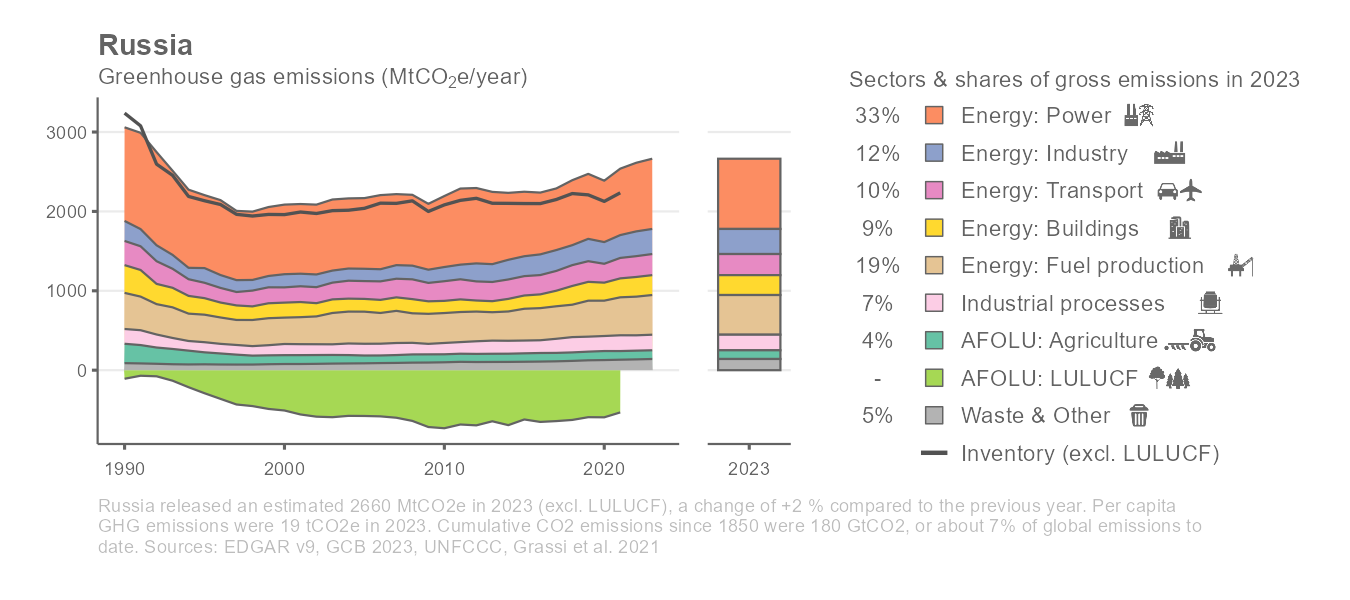 Russia
Greenhouse gas emissions (MtCO₂e/year)
3000
2000
1000
0
1990
2000
2010
2020
2023
Sectors & shares of gross emissions in 2023
33% Energy: Power
12% Energy: Industry
10% Energy: Transport
9% Energy: Buildings
19% Energy: Fuel production
7% Industrial processes
4% AFOLU: Agriculture
- AFOLU: LULUCF
5% Waste & Other
Inventory (excl. LULUCF)
Russia released an estimated 2660 MtCO2e in 2023 (excl. LULUCF), a change of +2 % compared to the previous year. Per capita
GHG emissions were 19 tCO2e in 2023. Cumulative CO2 emissions since 1850 were 180 GtCO2, or about 7% of global emissions to
date. Sources: EDGAR v9, GCB 2023, UNFCCC, Grassi et al. 2021